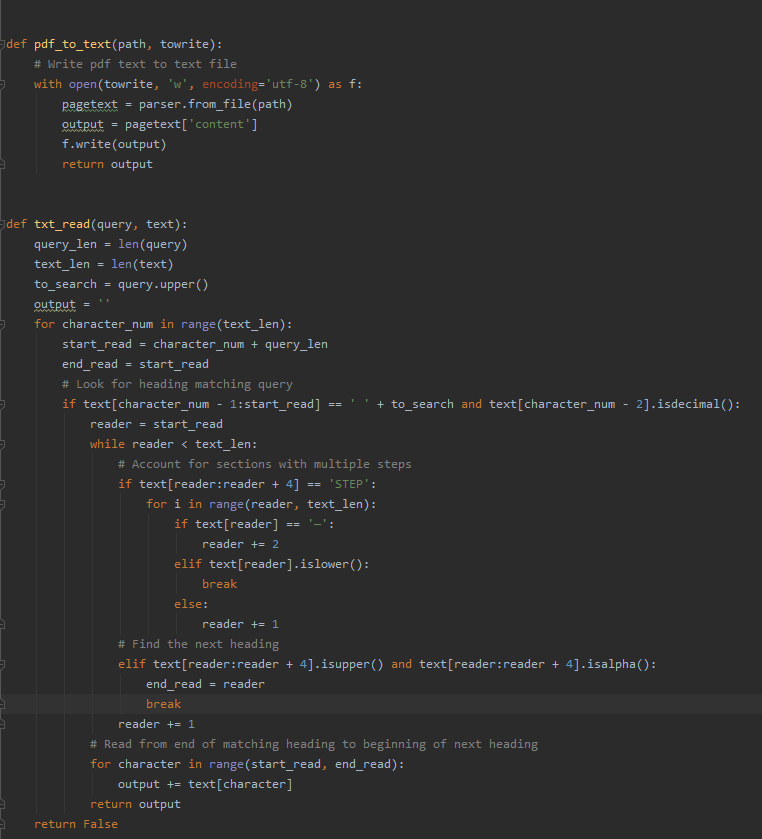 def pdf_to_text(path, towrite):
    # Write pdf text to text file
    with open(towrite, 'w', encoding='utf-8') as f:
        pagetext = parser.from_file(path)
        output = pagetext['content']
        f.write(output)
        return output
def txt_read(query, text):
    query_len = len(query)
    text_len = len(text)
    to_search = query.upper()
    output = ''
    for character_num in range(text_len):
        start_read = character_num + query_len
        end_read = start_read
        # Look for heading matching query
        if text[character_num - 1:start_read] == ' ' + to_search and text[character_num - 2].isdecimal():
            reader = start_read
            while reader < text_len:
                # Account for sections with multiple steps
                if text[reader:reader + 4] == 'STEP':
                    for i in range(reader, text_len):
                        if text[reader] == '—':
                            reader += 2
                        elif text[reader].islower():
                            break
                        else:
                            reader += 1
                # Find the next heading
                elif text[reader:reader + 4].isupper() and text[reader:reader + 4].isalpha():
                    end_read = reader
                    break
                reader += 1
            # Read from end of matching heading to beginning of next heading
            for character in range(start_read, end_read):
                output += text[character]
            return output
    return False